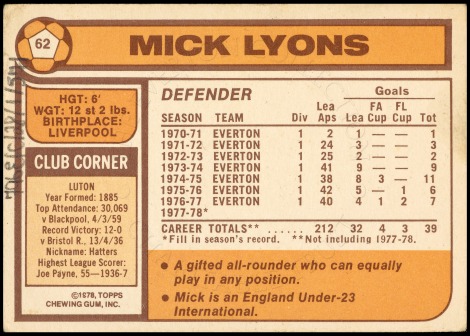 62
MICK LYONS
HGT: 6'
WGT: 12 st 2 lbs.
BIRTHPLACE:
LIVERPOOL
CLUB CORNER
LUTON
Year Formed: 1885
Top Attendance: 30,069
v Blackpool, 4/3/59
Record Victory: 12-0
v Bristol R., 13/4/36
Nickname: Hatters
Highest League Scorer:
Joe Payne, 55—1936-7
©1978, TOPPS
CHEWING GUM, INC.
DEFENDER Goals
Lea FA FL
SEASON TEAM Div Aps Lea Cup Cup Tot
1970-71 EVERTON 1 2 1 — — 1
1971-72 EVERTON 1 24 3 — — 3
1972-73 EVERTON 1 25 2 — — 2
1973-74 EVERTON 1 41 9 — — 9
1974-75 EVERTON 1 38 8 3 — 11
1975-76 EVERTON 1 42 5 — 1 6
1976-77 EVERTON 1 40 4 1 2 7
1977-78*
CAREER TOTALS** ...... 212 32 4 3 39
*Fill in season's record. **Not including 1977-78.
• A gifted all-rounder who can equally
play in any position.
• Mick is an England Under-23
International.